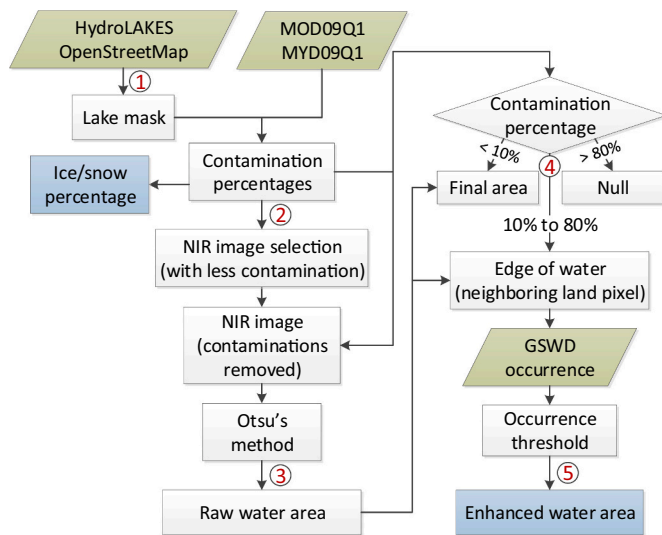 HydroLAKES
OpenStreetMap
MOD09Q1
MYD09Q1
1
Lake mask
Contamination
percentages
Ice/snow
percentage
2
NIR image selection
(with less contamination)
NIR image
(contaminations
removed)
Otsu's
method
3
Raw water area
Contamination
percentage
< 10%
4
> 80%
Final area
Null
10% to 80%
Edge of water
(neighboring land pixel)
GSWD
occurrence
Occurrence
threshold
5
Enhanced water area